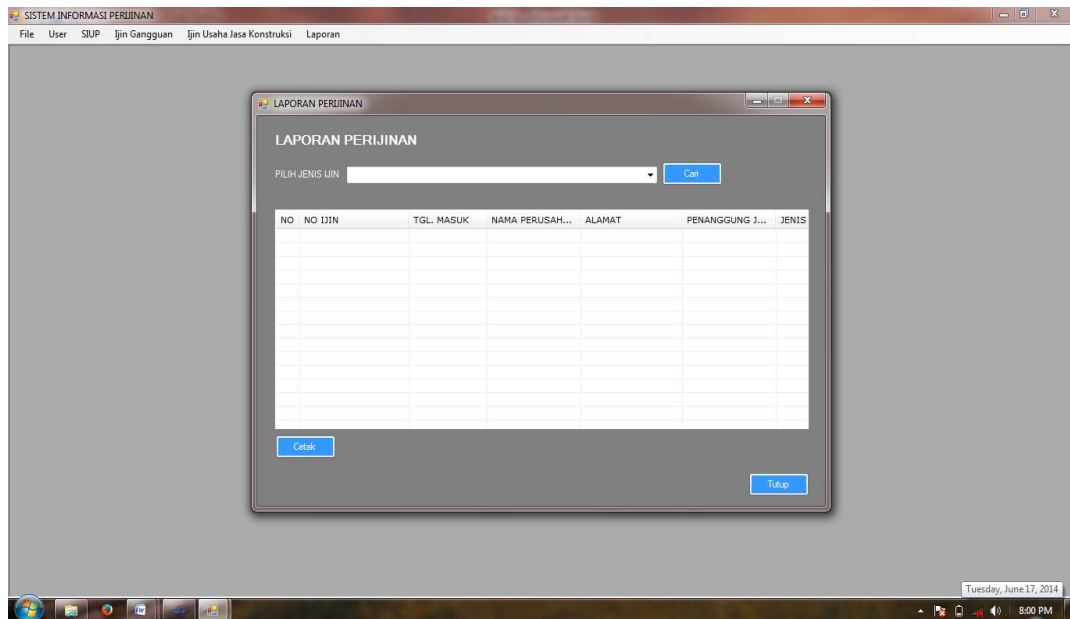 SISTEM INFORMASI PERIJINAN
File User SIUP Ijin Gangguan Ijin Usaha Jasa Konstruksi Laporan
LAPORAN PERIJINAN
LAPORAN PERIJINAN
PILIH JENIS IJIN Cari
NO NO IJIN TGL. MASUK NAMA PERUSAH... ALAMAT PENANGGUNG J... JENIS
Cetak
Tutup
Tuesday, June 17, 2014
8:00 PM